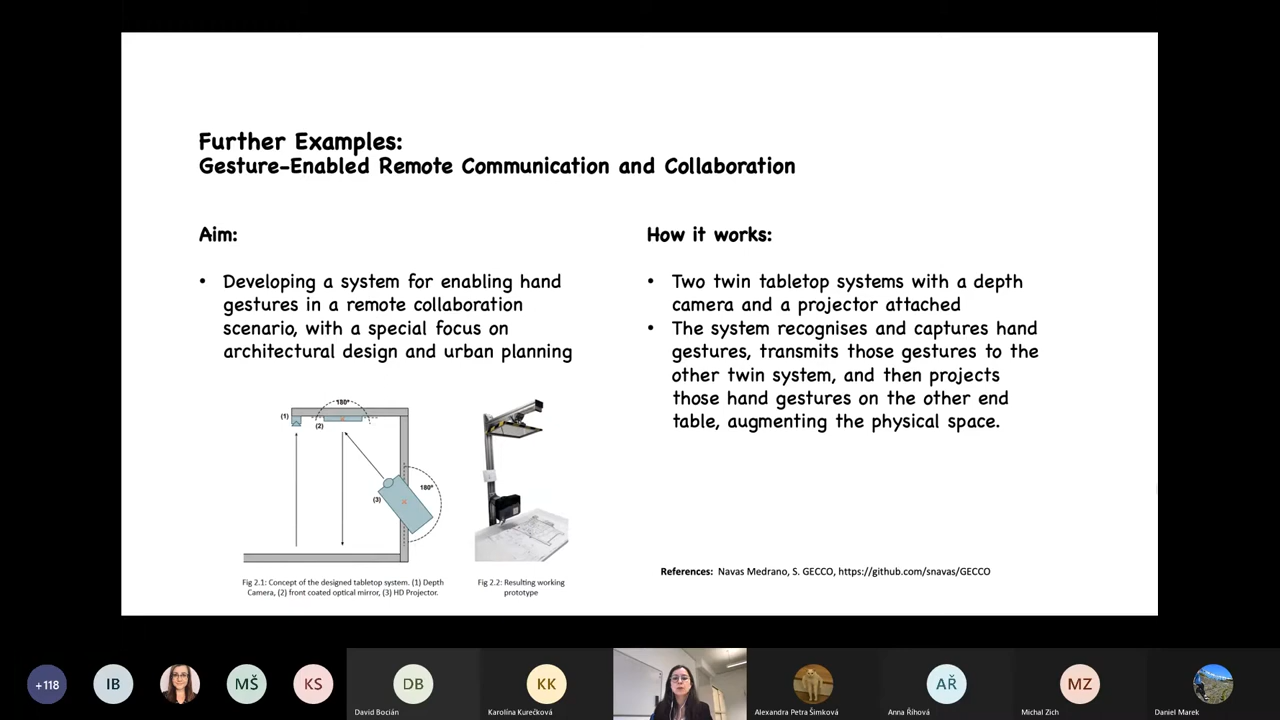 Further Examples:
Gesture-Enabled Remote Communication and Collaboration
Aim:
• Developing a system for enabling hand
gestures in a remote collaboration
scenario, with a special focus on
architectural design and urban planning
How it works:
• Two twin tabletop systems with a depth
camera and a projector attached
• The system recognises and captures hand
gestures, transmits those gestures to the
other twin system, and then projects
those hand gestures on the other end
table, augmenting the physical space.
180°
(1)
(2)
(3)
180°
Fig 2.1: Concept of the designed tabletop system. (1) Depth
Camera, (2) front coated optical mirror, (3) HD Projector.
Fig 2.2: Resulting working
prototype
References: Navas Medrano, S. GECCO, https://github.com/snavas/GECCO
+118
IB
MŠ
KS
DB
David Bocián
KK
Karolína Kurečková
Alexandra Petra Šimková
AŘ
Anna Říhová
MZ
Michal Zich
Daniel Marek